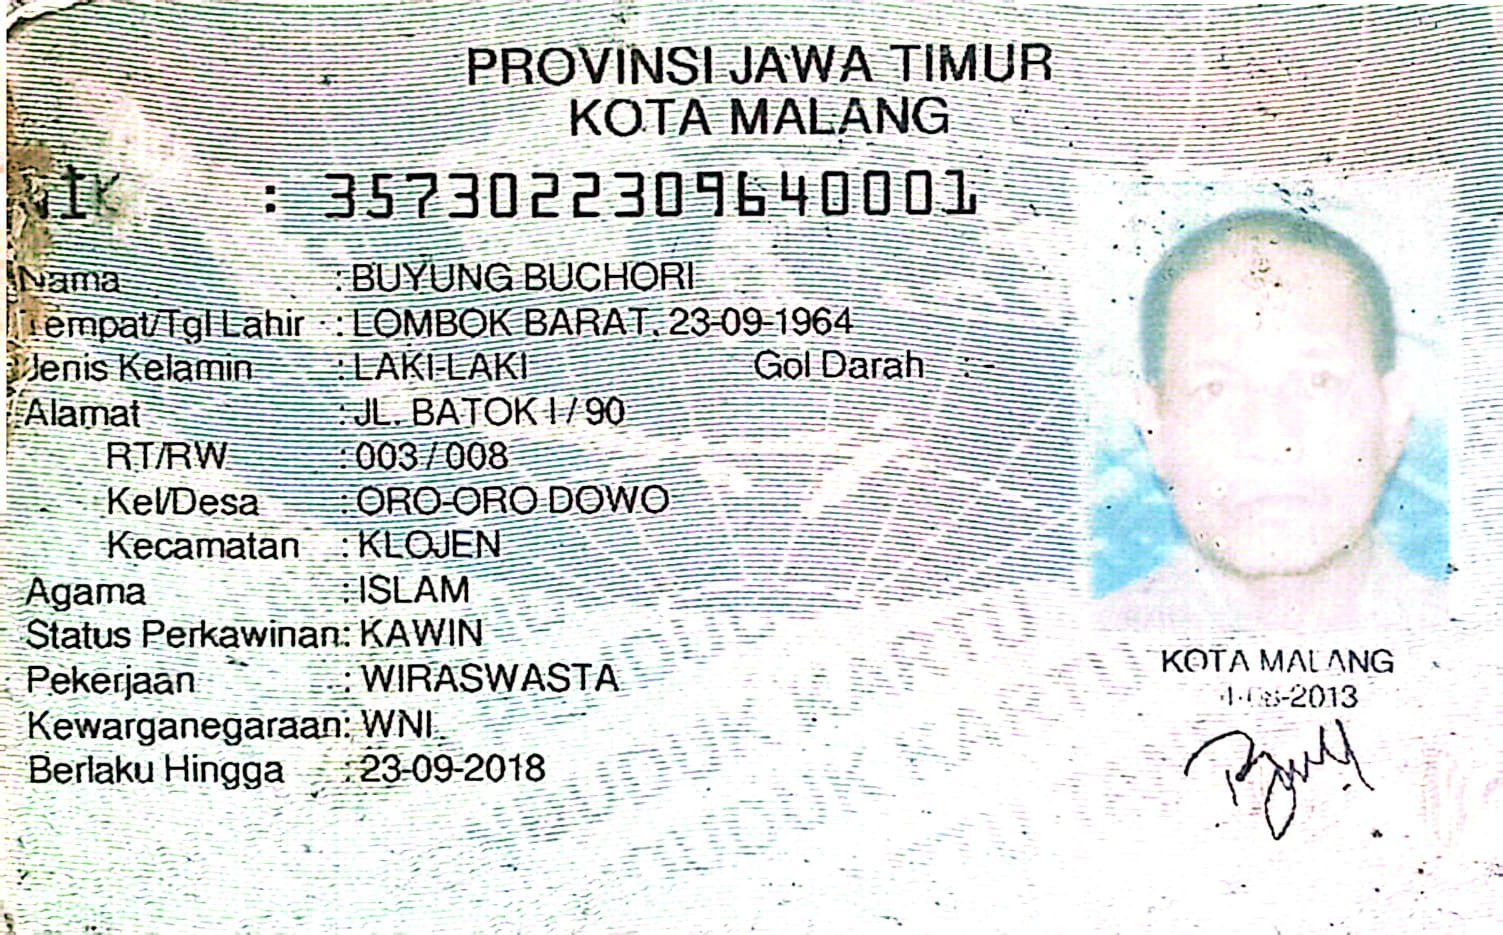 PROVINSI JAWA TIMUR
KOTA MALANG
NIK : 3573022309640001
Nama : BUYUNG BUCHORI
Tempat/Tgl Lahir : LOMBOK BARAT, 23-09-1964
Jenis Kelamin : LAKI-LAKI Gol Darah : -
Alamat : JL. BATOK I / 90
RT/RW : 003 / 008
Kel/Desa : ORO-ORO DOWO
Kecamatan : KLOJEN
Agama : ISLAM
Status Perkawinan: KAWIN
Pekerjaan : WIRASWASTA
Kewarganegaraan: WNI
Berlaku Hingga : 23-09-2018
KOTA MALANG
-2013